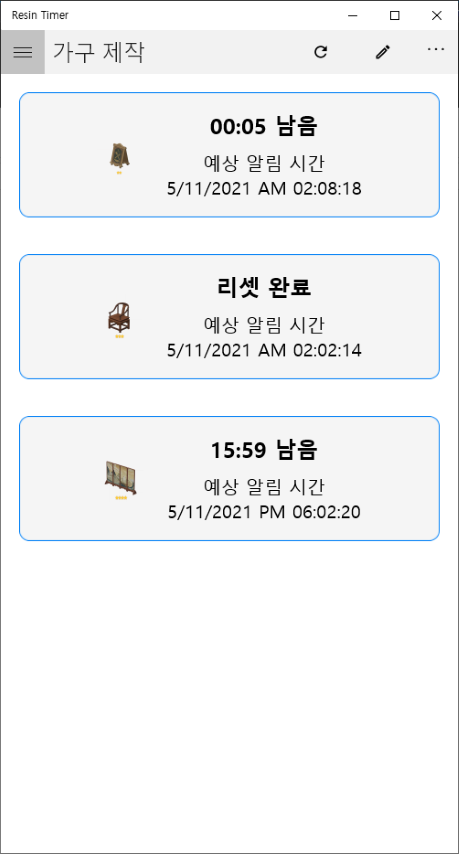 Resin Timer
가구 제작
00:05 남음
예상 알림 시간
5/11/2021 AM 02:08:18
리셋 완료
예상 알림 시간
5/11/2021 AM 02:02:14
15:59 남음
예상 알림 시간
5/11/2021 PM 06:02:20